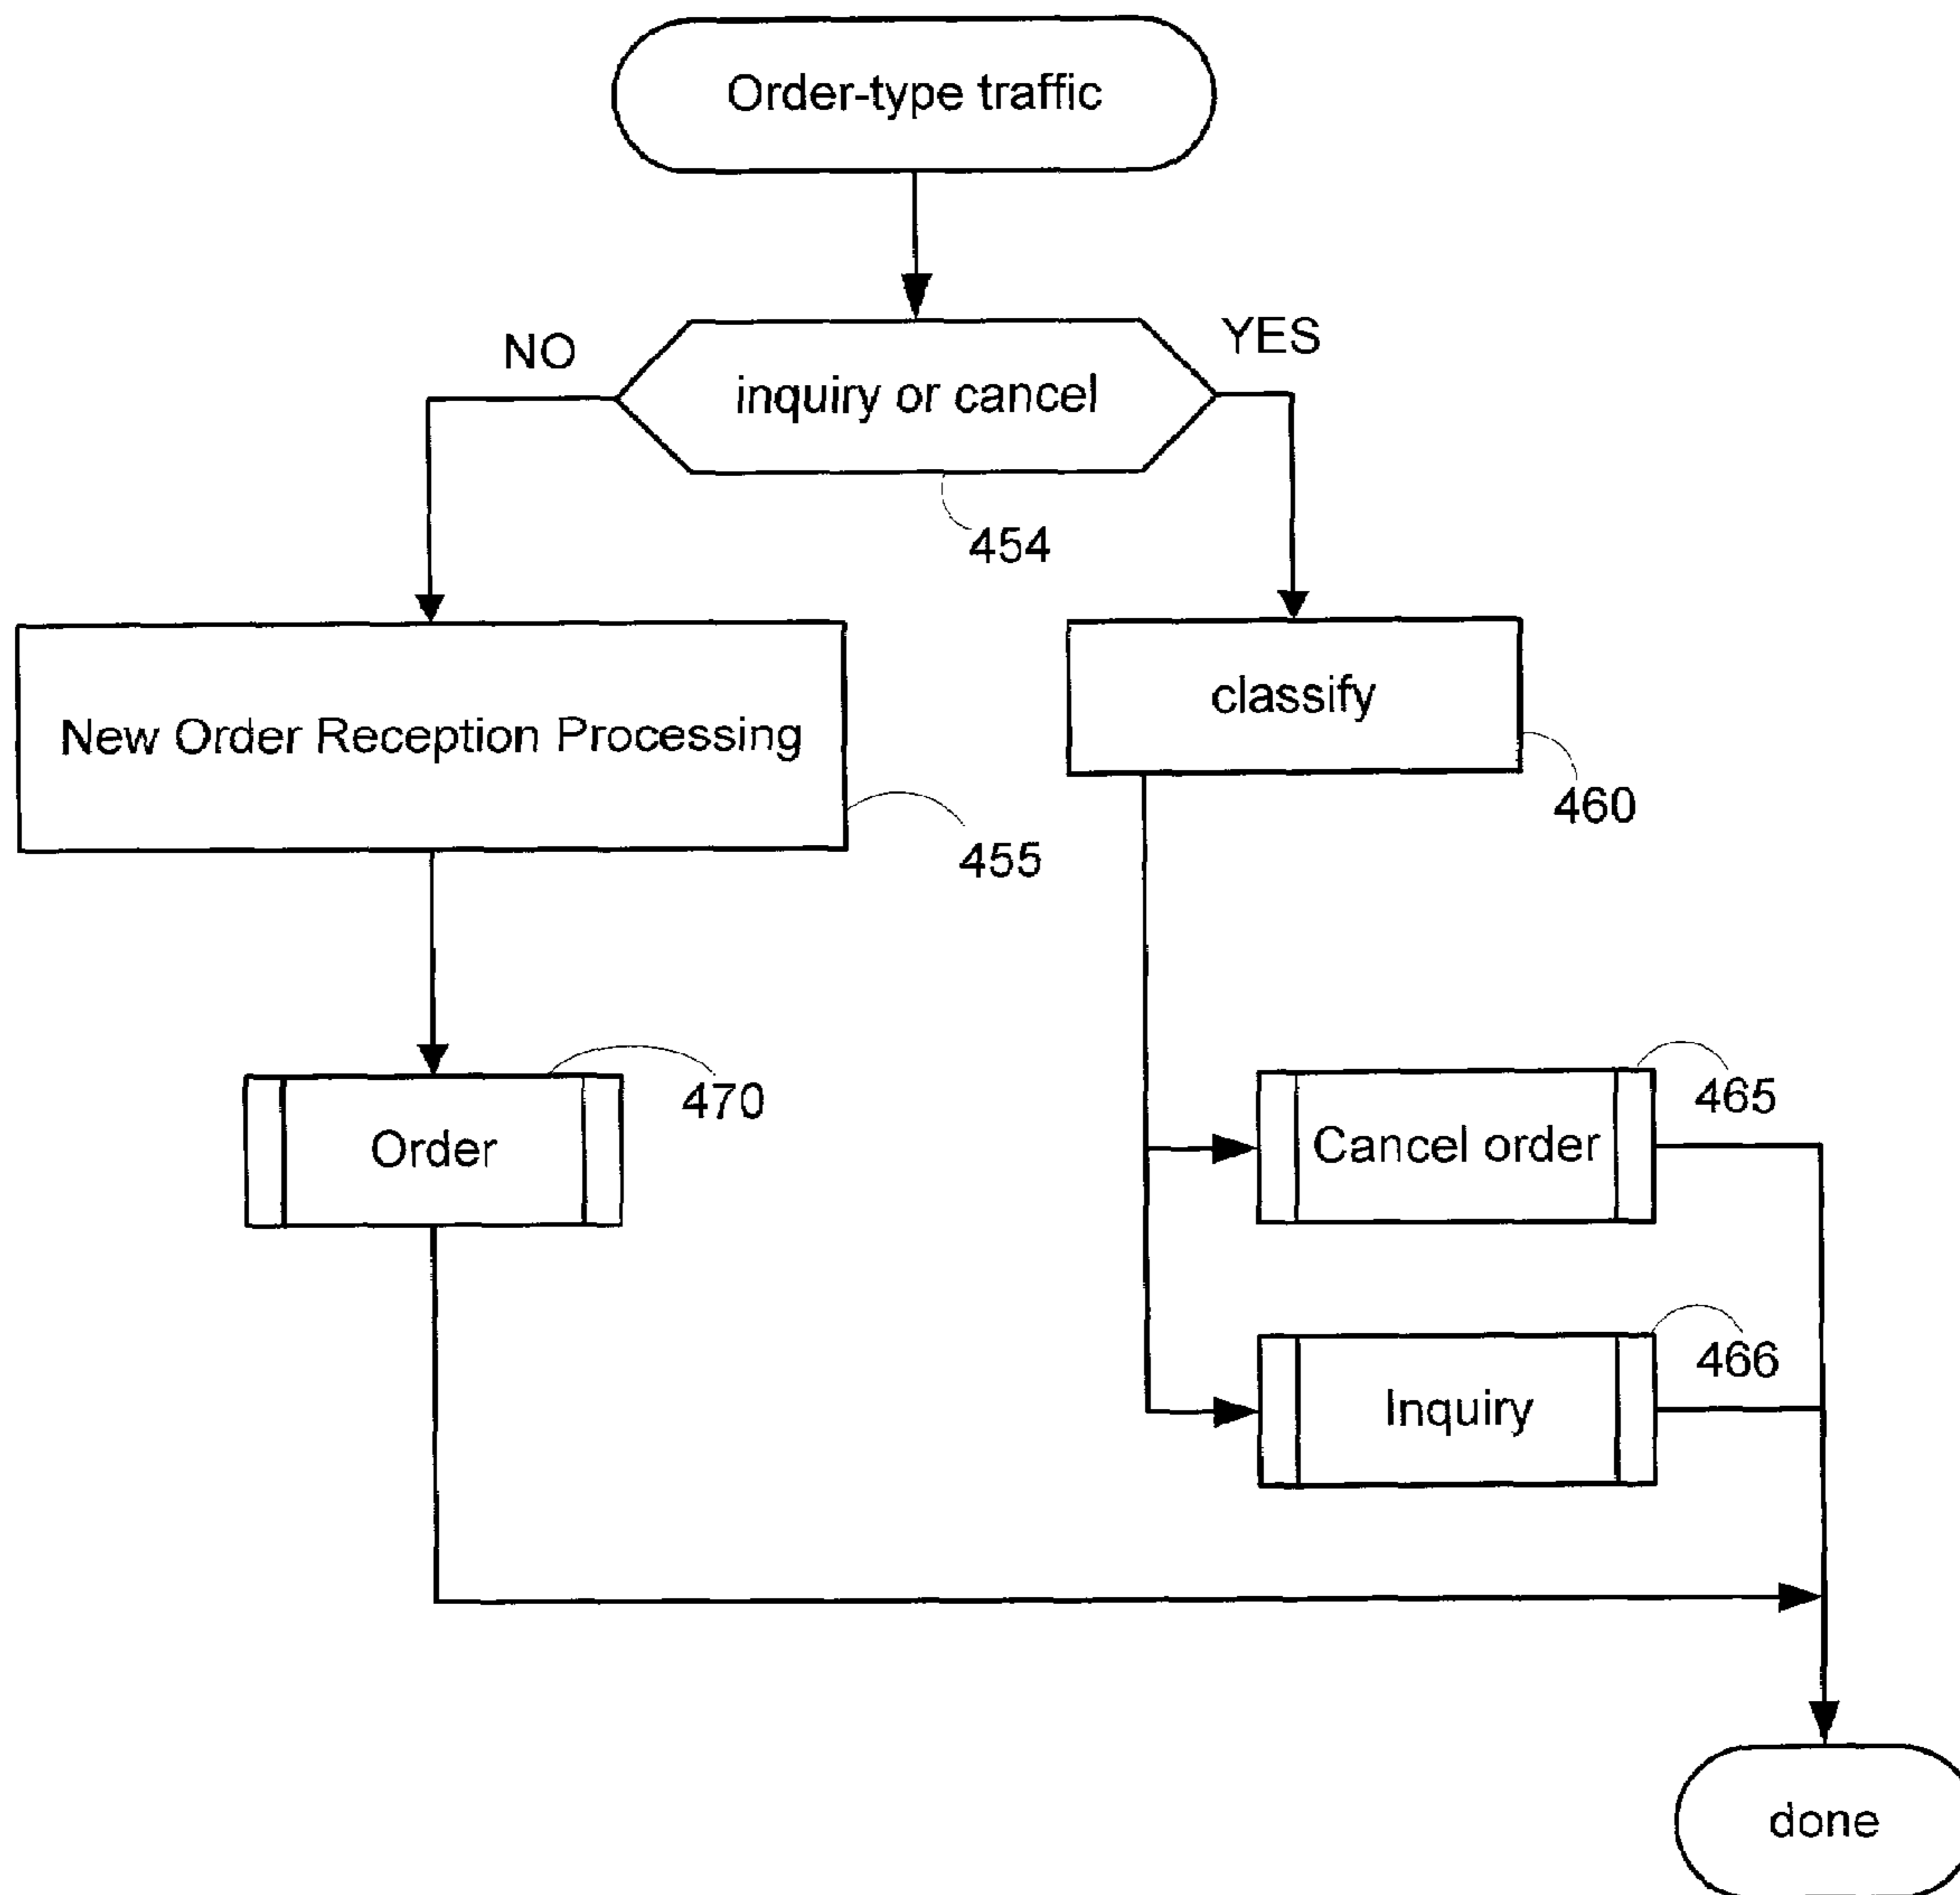 Order-type traffic
NO
YES
inquiry or cancel
454
New Order Reception Processing
455
classify
460
470
Order
465
Cancel order
466
Inquiry
done